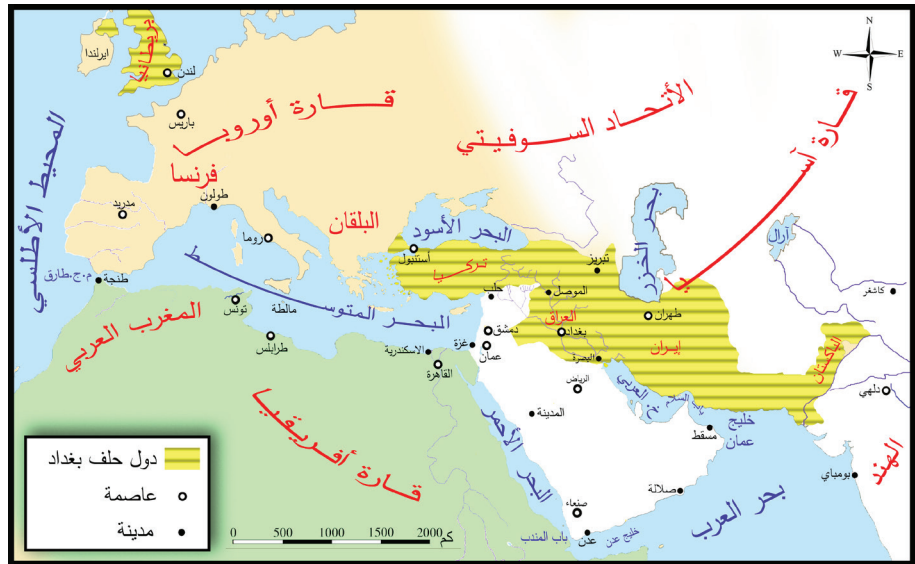 N
W
E
S
ايرلندا
بريطانيا
لندن
باريس
قارة أوروبا
الأتحاد السوفيتي
قارة آسيا
المحيط الأطلسي
فرنسا
طولون
مدريد
روما
البلقان
البحر الأسود
أستنبول
تركيا
بحر الخزر
آرال
تبريز
كاشغر
م.ج.طارق
طنجة
تونس
مالطة
البحر المتوسط
حلب
الموصل
طهران
المغرب العربي
طرابلس
الاسكندرية
القاهرة
غزة
دمشق
عمان
العراق
بغداد
البصرة
إيران
الباكستان
دلهي
الرياض
المدينة
خ. العربي
باب السلام
خليج
عمان
مسقط
الهند
بومباي
البحر الأحمر
قارة أفريقيا
صنعاء
صلالة
بحر العرب
باب المندب
عدن
خليج عدن
دول حلف بغداد
عاصمة
مدينة
0 500 1000 1500 2000 كم